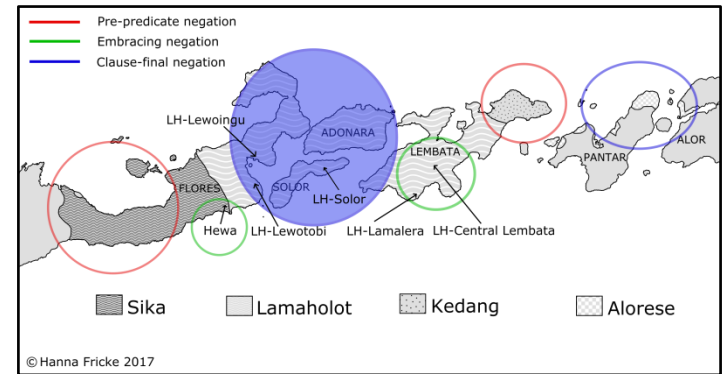 Pre-predicate negation
Embracing negation
Clause-final negation
LH-Lewoingu
ADONARA
LEMBATA
ALOR
PANTAR
FLORES
SOLOR
LH-Solor
Hewa
LH-Lewotobi
LH-Lamalera
LH-Central Lembata
Sika
Lamaholot
Kedang
Alorese
© Hanna Fricke 2017